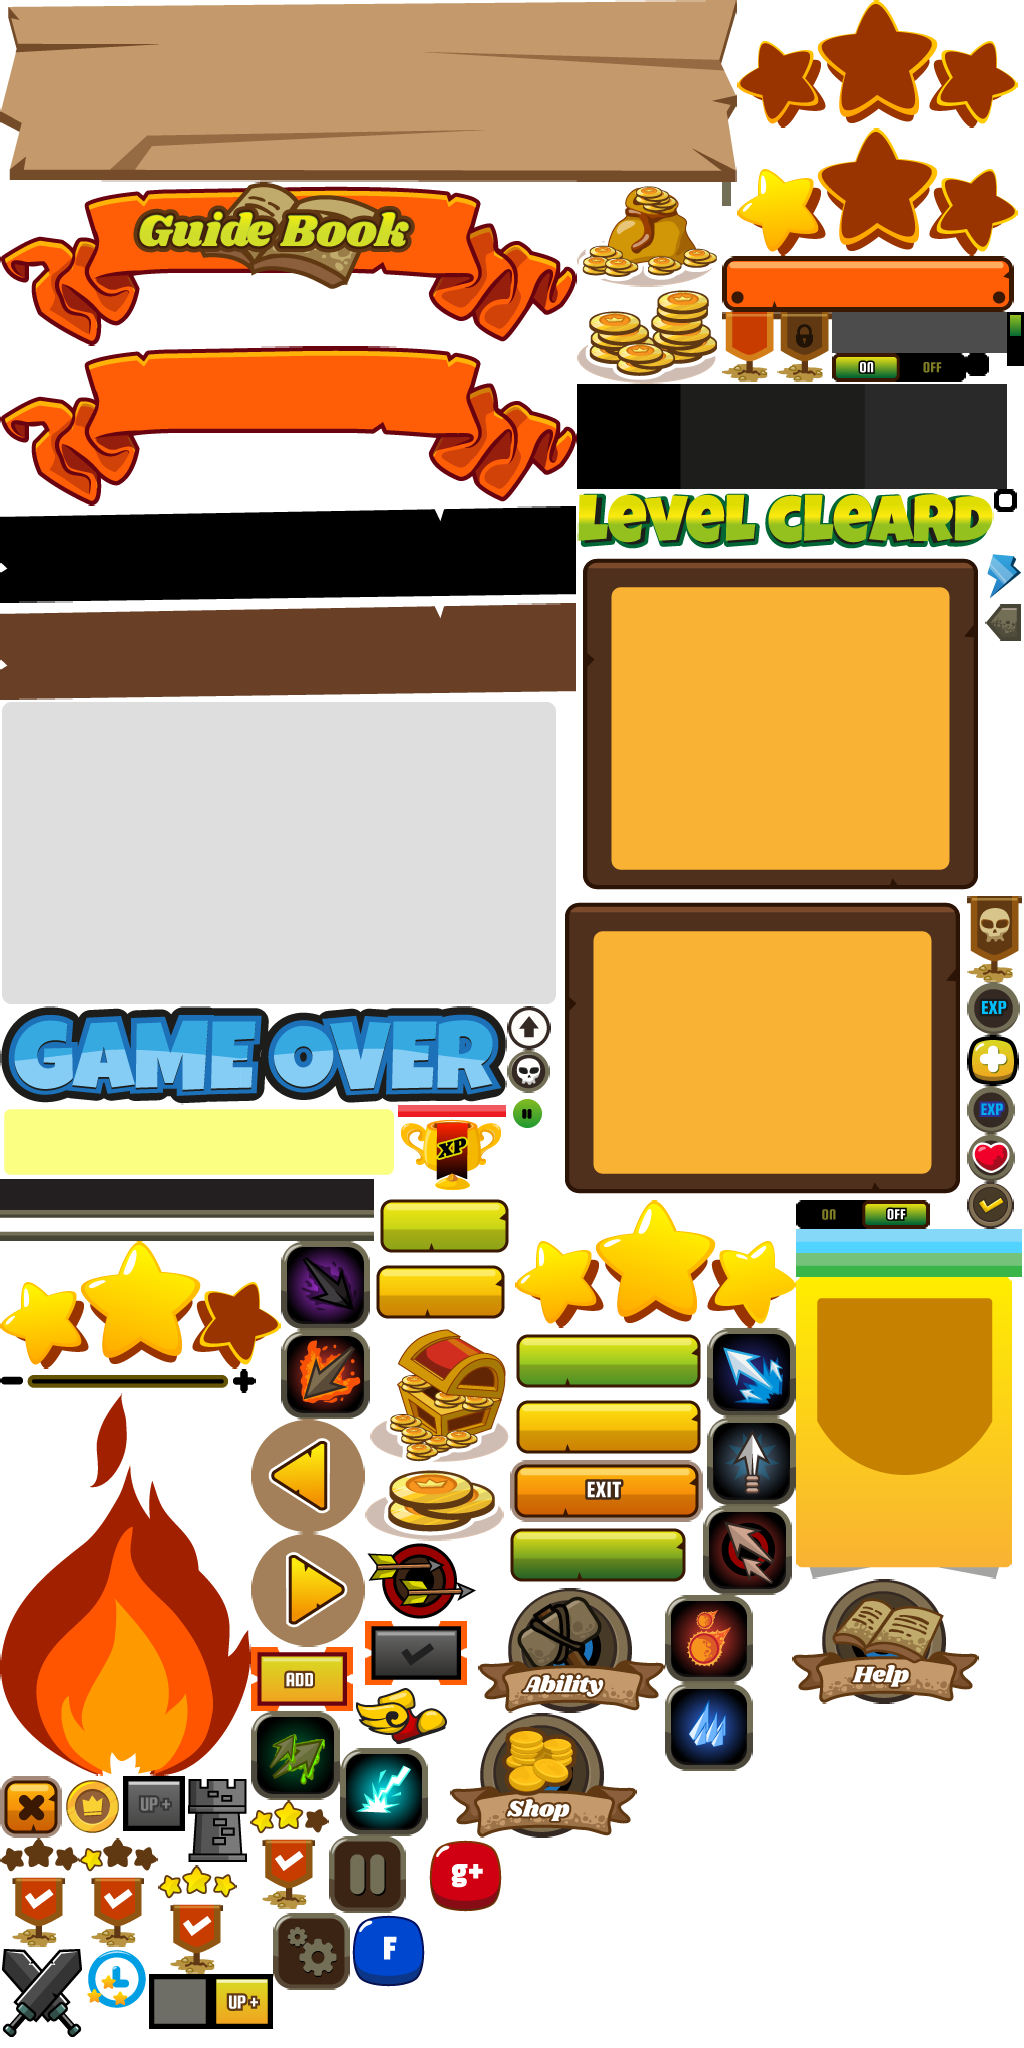 Guide Book
ON OFF
LEVEL CLEARD
EXP
GAME OVER
EXP
XP
ON OFF
EXIT
ADD
Ability
Help
UP+
Shop
g+
F
UP+